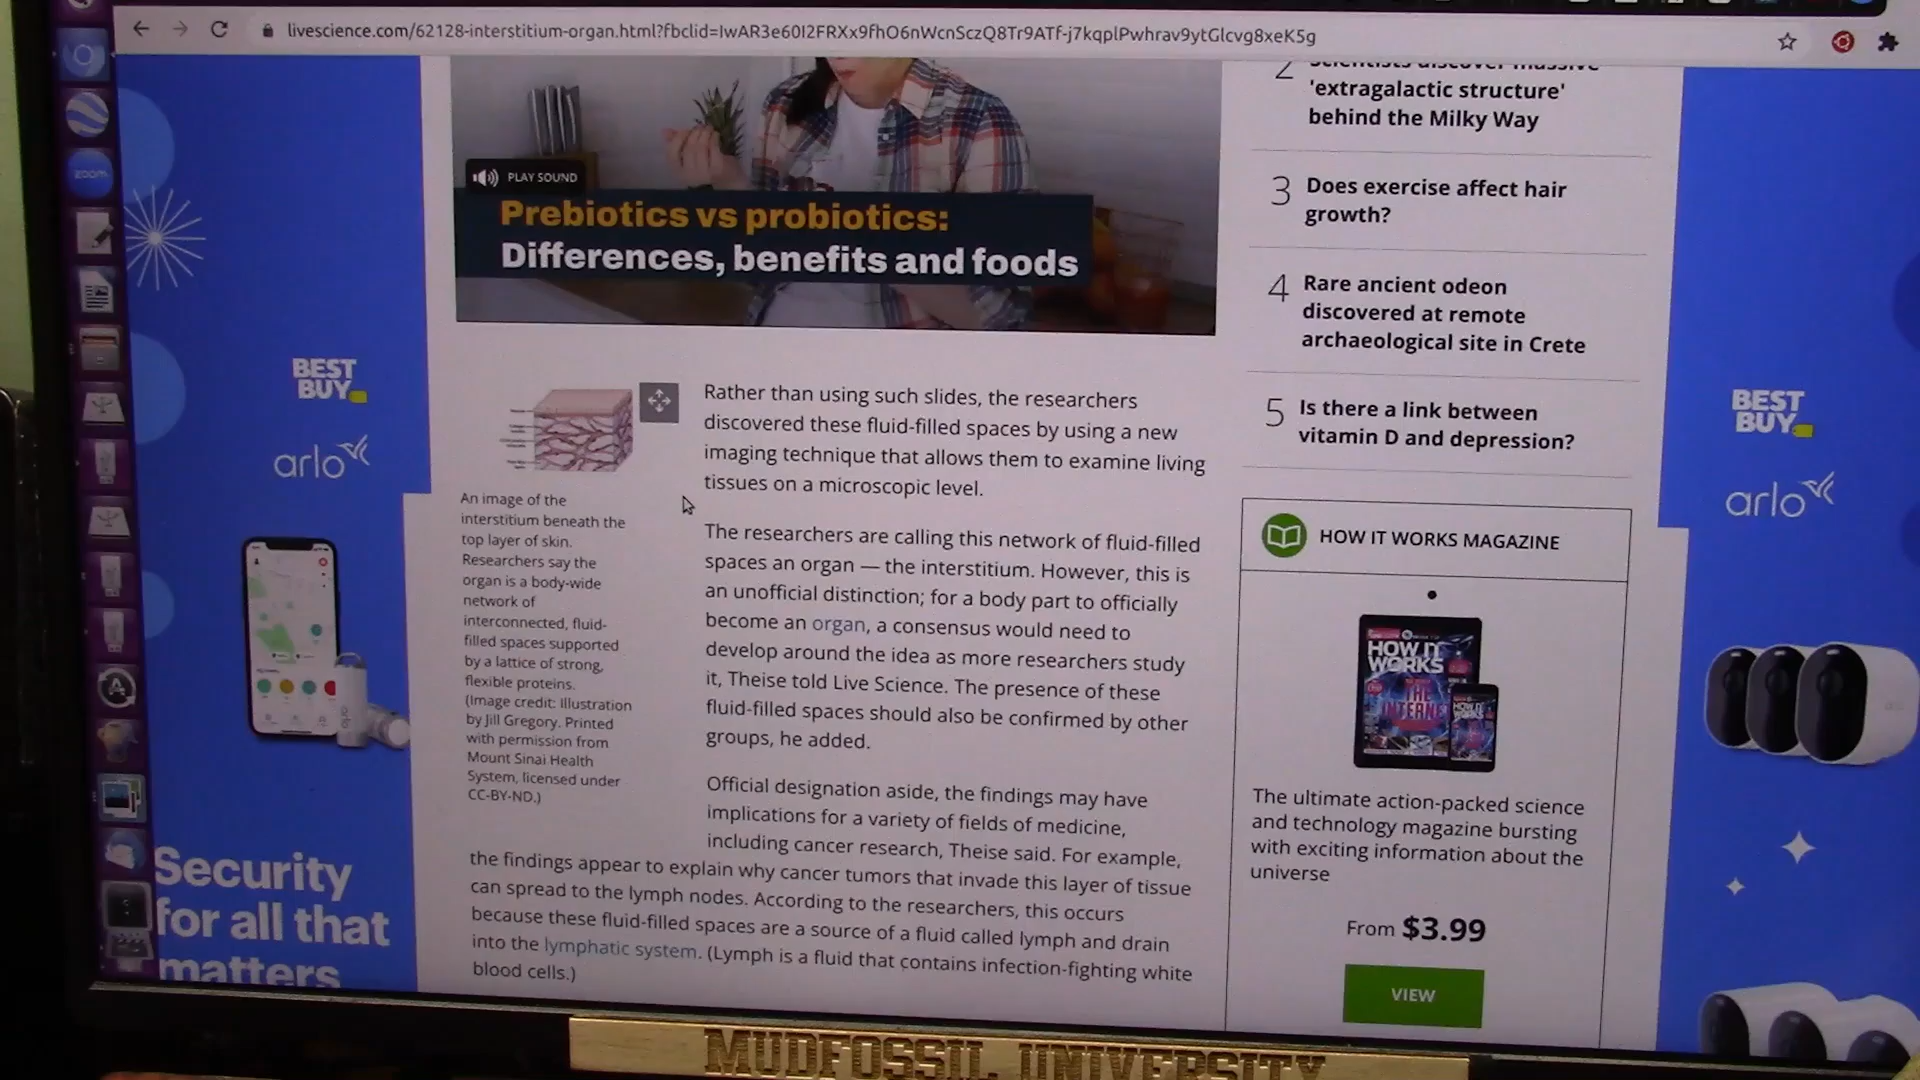 livescience.com/62128-interstitium-organ.html?fbclid=IwAR3e60I2FRXx9fhO6nWcnSczQ8Tr9ATf-j7kqplPwhrav9ytGlcvg8xeK5g
zoom
PLAY SOUND
Prebiotics vs probiotics:
Differences, benefits and foods
2 Scientists discover massive
'extragalactic structure'
behind the Milky Way
3 Does exercise affect hair
growth?
4 Rare ancient odeon
discovered at remote
archaeological site in Crete
5 Is there a link between
vitamin D and depression?
BEST
BUY
arlo
Security
for all that
matters
An image of the
interstitium beneath the
top layer of skin.
Researchers say the
organ is a body-wide
network of
interconnected, fluid-
filled spaces supported
by a lattice of strong,
flexible proteins.
(Image credit: Illustration
by Jill Gregory. Printed
with permission from
Mount Sinai Health
System, licensed under
CC-BY-ND.)
Rather than using such slides, the researchers
discovered these fluid-filled spaces by using a new
imaging technique that allows them to examine living
tissues on a microscopic level.
The researchers are calling this network of fluid-filled
spaces an organ — the interstitium. However, this is
an unofficial distinction; for a body part to officially
become an organ, a consensus would need to
develop around the idea as more researchers study
it, Theise told Live Science. The presence of these
fluid-filled spaces should also be confirmed by other
groups, he added.
Official designation aside, the findings may have
implications for a variety of fields of medicine,
including cancer research, Theise said. For example,
the findings appear to explain why cancer tumors that invade this layer of tissue
can spread to the lymph nodes. According to the researchers, this occurs
because these fluid-filled spaces are a source of a fluid called lymph and drain
into the lymphatic system. (Lymph is a fluid that contains infection-fighting white
blood cells.)
HOW IT WORKS MAGAZINE
HOW IT
WORKS
THE
INTERNE
The ultimate action-packed science
and technology magazine bursting
with exciting information about the
universe
From $3.99
VIEW
BEST
BUY
arlo
MUDFOSSIL UNIVERSITY